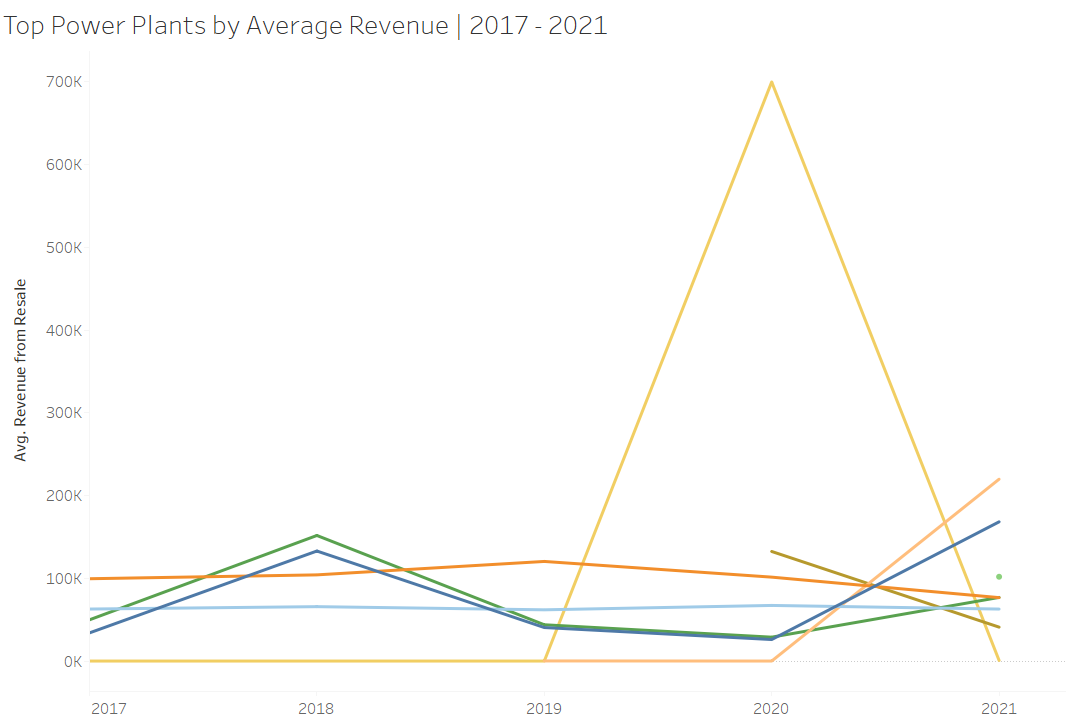 Top Power Plants by Average Revenue | 2017 - 2021
700K
600K
500K
400K
300K
200K
100K
0K
Avg. Revenue from Resale
2017
2018
2019
2020
2021